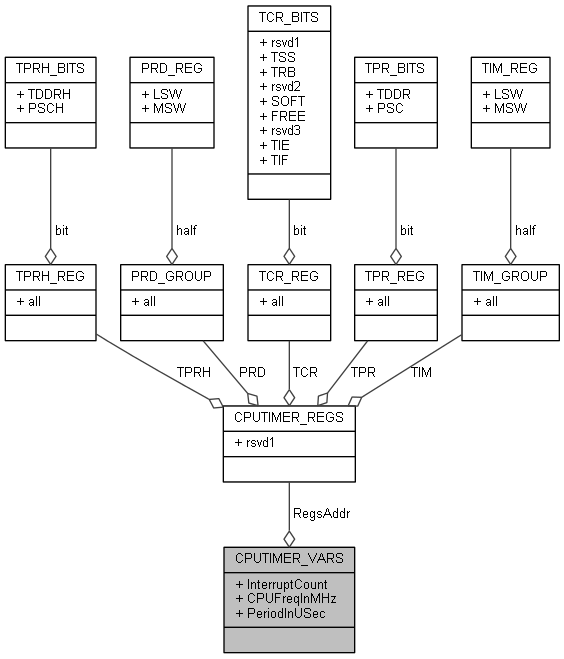 TCR_BITS
+ rsvd1
+ TSS
+ TRB
+ rsvd2
+ SOFT
+ FREE
+ rsvd3
+ TIE
+ TIF
TPRH_BITS
+ TDDRH
+ PSCH
PRD_REG
+ LSW
+ MSW
TPR_BITS
+ TDDR
+ PSC
TIM_REG
+ LSW
+ MSW
bit
half
bit
bit
half
TPRH_REG
+ all
PRD_GROUP
+ all
TCR_REG
+ all
TPR_REG
+ all
TIM_GROUP
+ all
TPRH
PRD
TCR
TPR
TIM
CPUTIMER_REGS
+ rsvd1
RegsAddr
CPUTIMER_VARS
+ InterruptCount
+ CPUFreqInMHz
+ PeriodInUSec